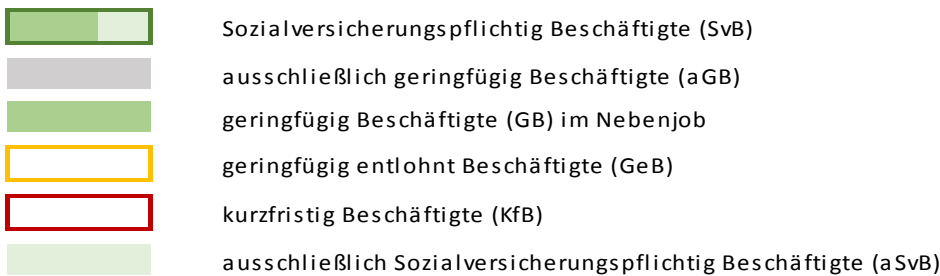 Sozialversicherungspflichtig Beschäftigte (SvB)
ausschließlich geringfügig Beschäftigte (aGB)
geringfügig Beschäftigte (GB) im Nebenjob
geringfügig entlohnt Beschäftigte (GeB)
kurzfristig Beschäftigte (KfB)
ausschließlich Sozialversicherungspflichtig Beschäftigte (aSvB)